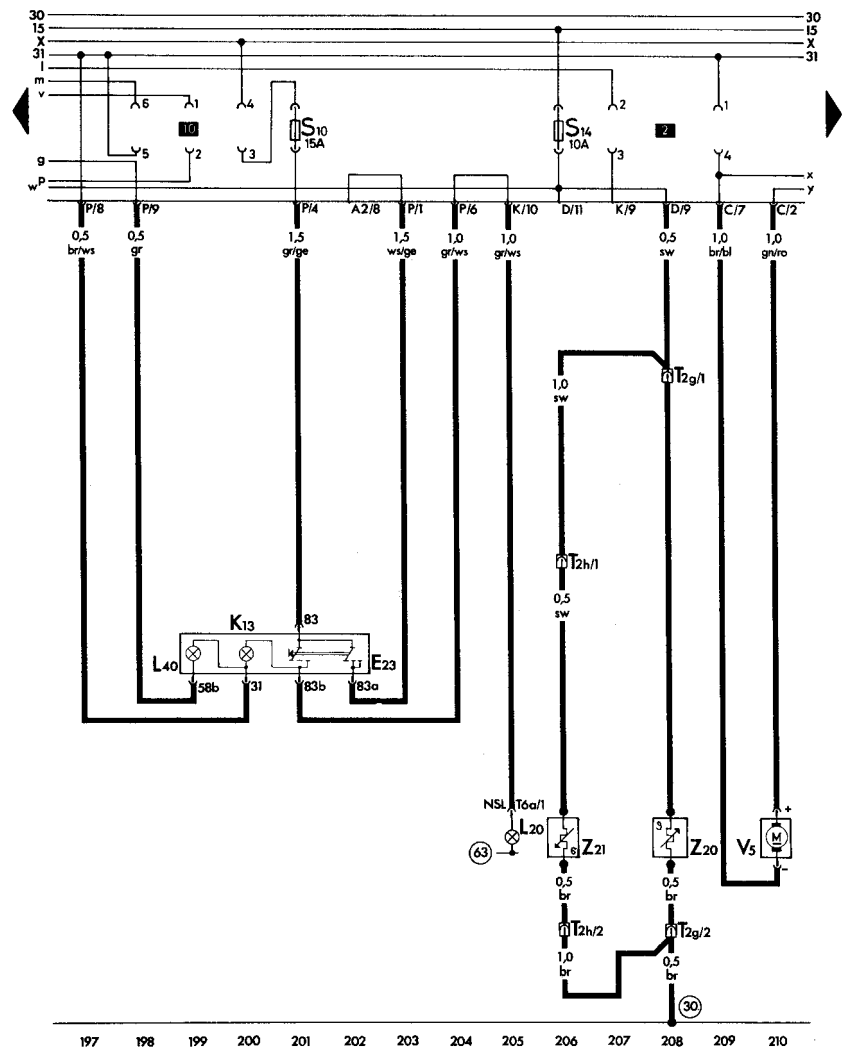 30 30
15 15
X X
31 31
l
m
v
6 1 4 2 1
10 S10 15A S14 10A 2
5 2 3 3 4
g
p x
w y
P/8 P/9 P/4 A2/8 P/1 P/6 K/10 D/11 K/9 D/9 C/7 C/2
0,5 0,5 1,5 1,5 1,0 1,0 0,5 1,0 1,0
br/ws gr gr/ge ws/ge gr/ws gr/ws sw br/bl gn/ro
T2g/1
1,0
sw
T2h/1
0,5
sw
K13 83
L40 E23
58b 31 83b 83a
NSL T6a/1 +
L20
63 Z21 Z20 M V5
-
0,5 0,5
br br
T2h/2 T2g/2
1,0 0,5
br br
30
197 198 199 200 201 202 203 204 205 206 207 208 209 210